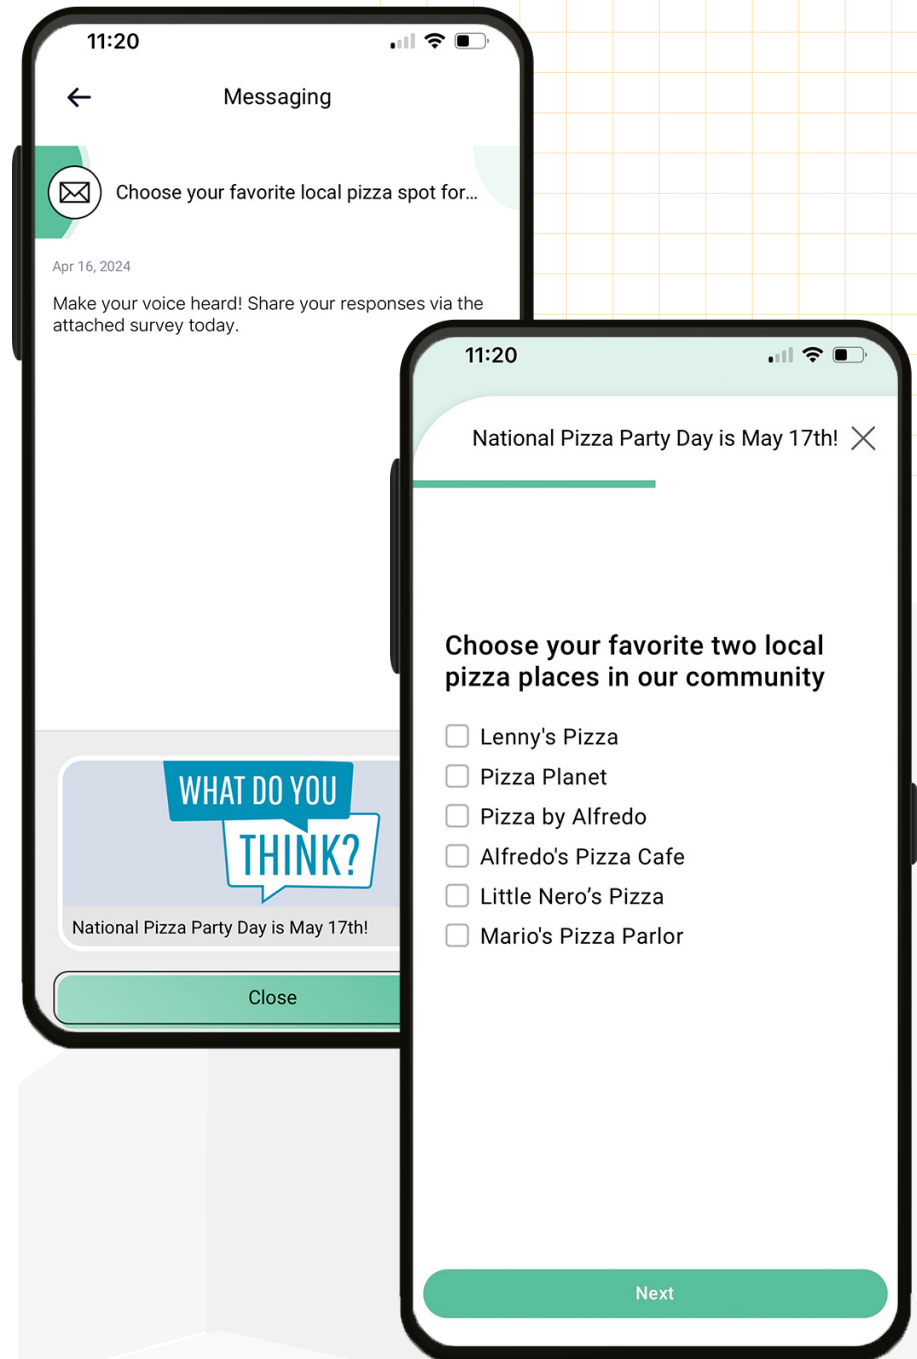 11:20
Messaging
Choose your favorite local pizza spot for...
Apr 16, 2024
Make your voice heard! Share your responses via the
attached survey today.
WHAT DO YOU
THINK?
National Pizza Party Day is May 17th!
Close
11:20
National Pizza Party Day is May 17th!
Choose your favorite two local
pizza places in our community
Lenny's Pizza
Pizza Planet
Pizza by Alfredo
Alfredo's Pizza Cafe
Little Nero’s Pizza
Mario's Pizza Parlor
Next